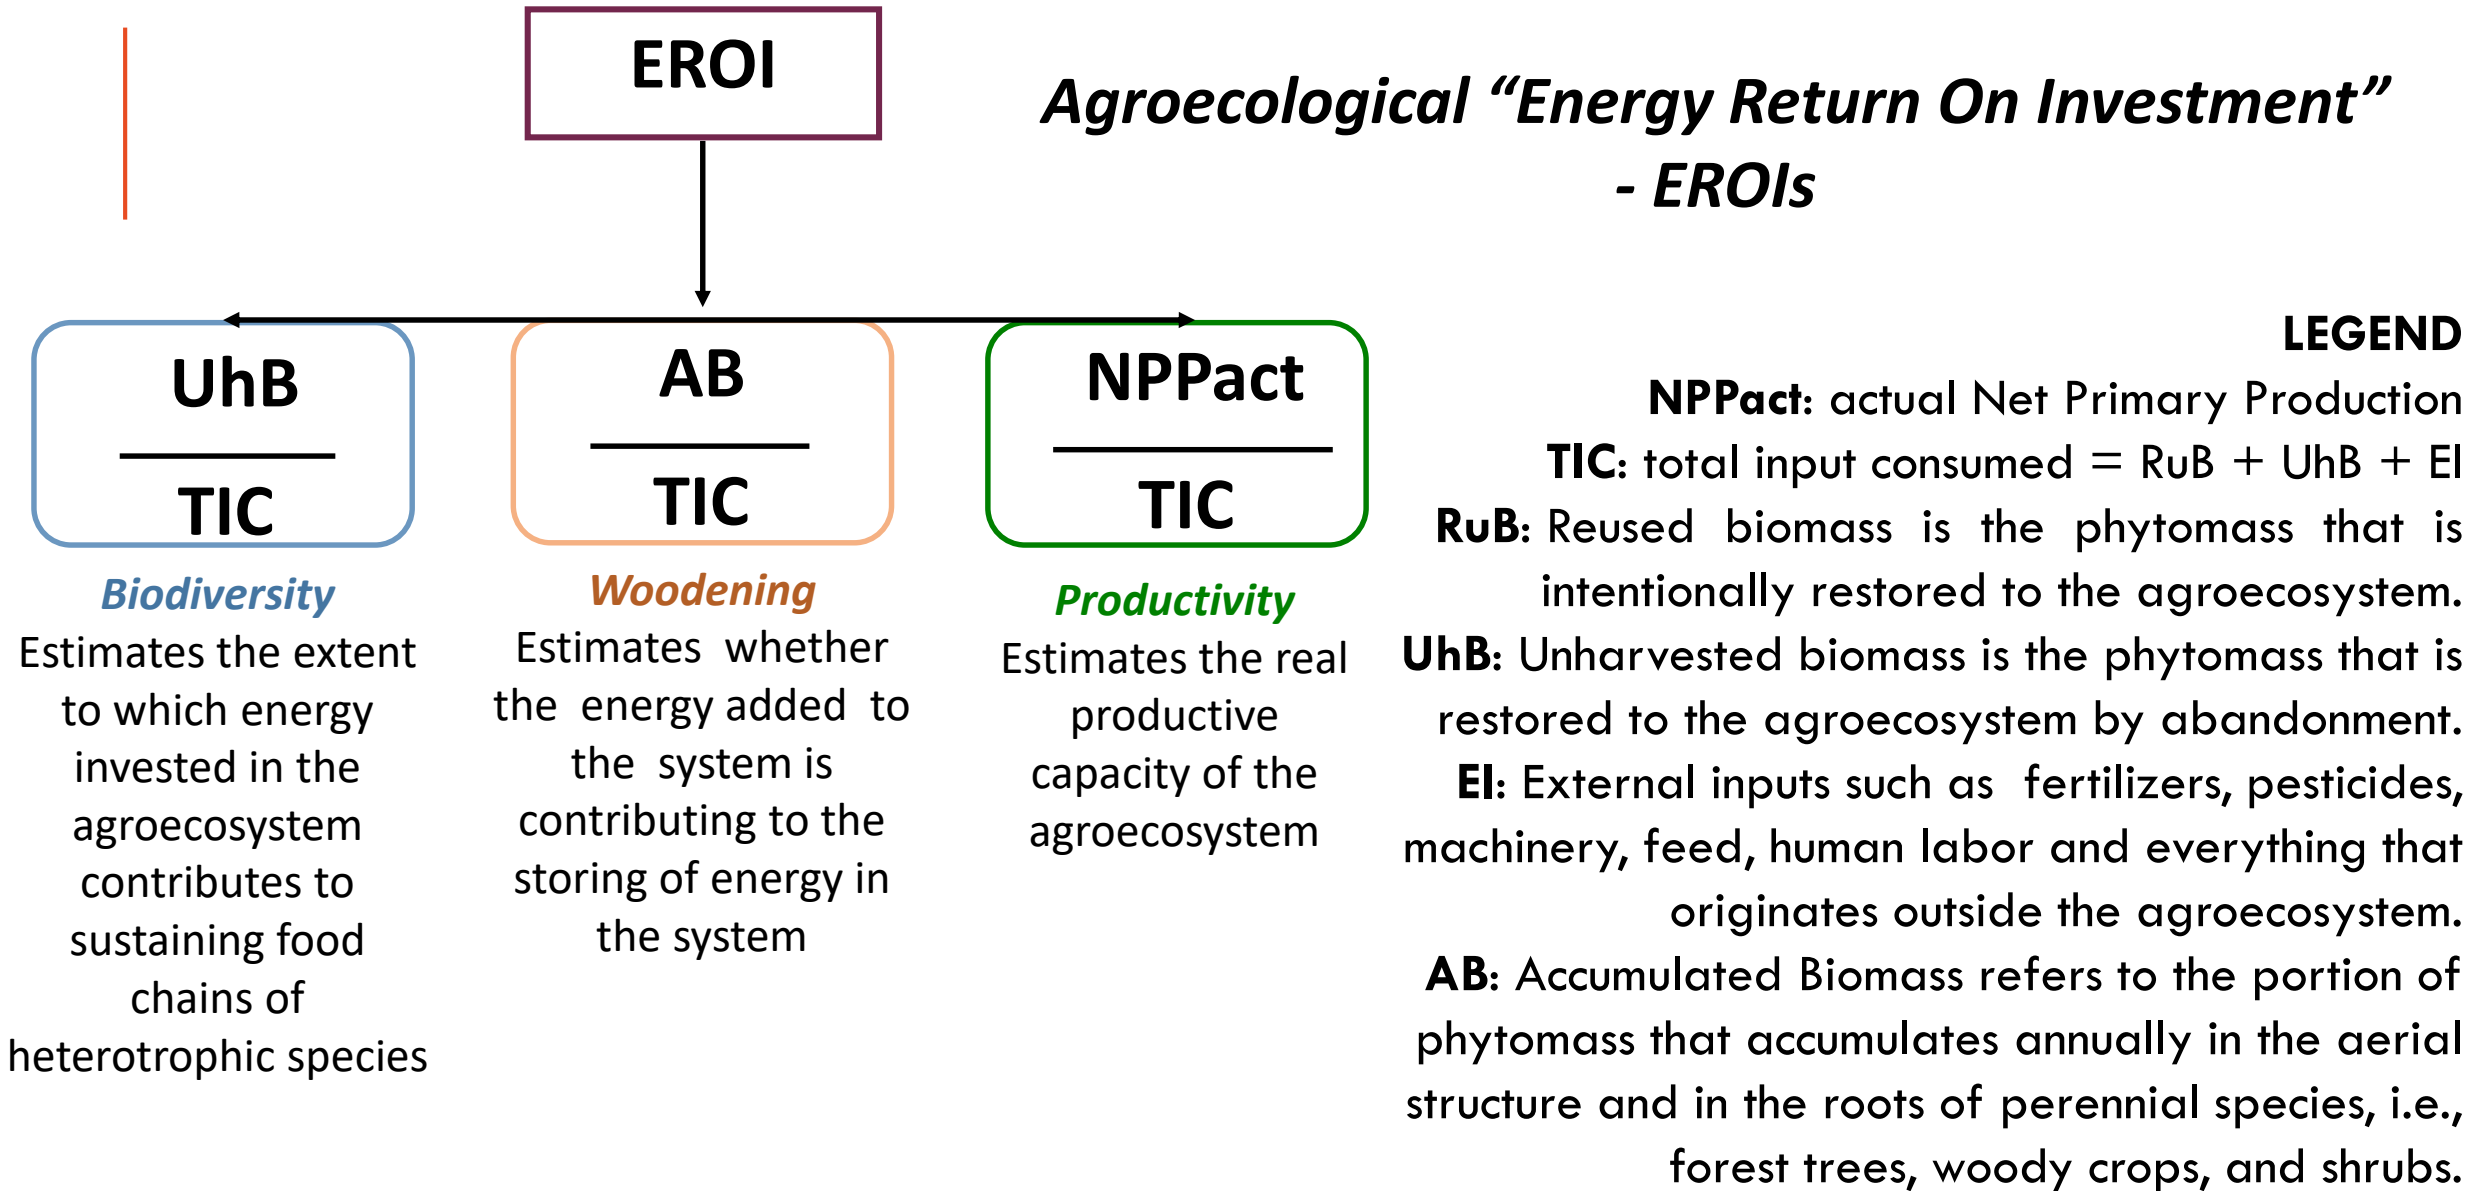 EROI
Agroecological “Energy Return On Investment”
- EROIs
UhB
TIC
Biodiversity
Estimates the extent
to which energy
invested in the
agroecosystem
contributes to
sustaining food
chains of
heterotrophic species
AB
TIC
Woodening
Estimates whether
the energy added to
the system is
contributing to the
storing of energy in
the system
NPPact
TIC
Productivity
Estimates the real
productive
capacity of the
agroecosystem
LEGEND
NPPact: actual Net Primary Production
TIC: total input consumed = RuB + UhB + EI
RuB: Reused biomass is the phytomass that is
intentionally restored to the agroecosystem.
UhB: Unharvested biomass is the phytomass that is
restored to the agroecosystem by abandonment.
EI: External inputs such as fertilizers, pesticides,
machinery, feed, human labor and everything that
originates outside the agroecosystem.
AB: Accumulated Biomass refers to the portion of
phytomass that accumulates annually in the aerial
structure and in the roots of perennial species, i.e.,
forest trees, woody crops, and shrubs.